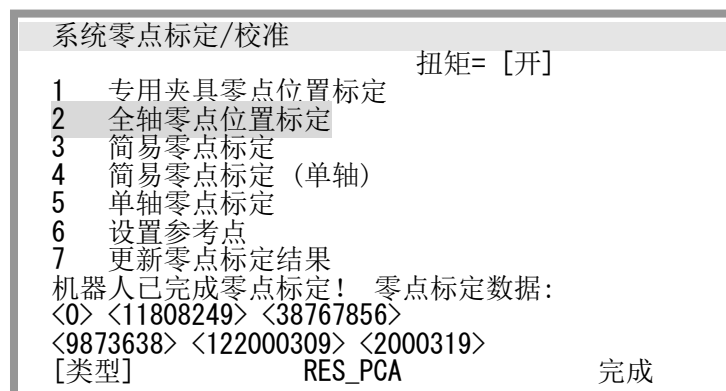 系统零点标定/校准
扭矩= [开]
1 专用夹具零点位置标定
2 全轴零点位置标定
3 简易零点标定
4 简易零点标定 (单轴)
5 单轴零点标定
6 设置参考点
7 更新零点标定结果
机器人已完成零点标定! 零点标定数据:
<0> <11808249> <38767856>
<9873638> <122000309> <2000319>
[类型] RES_PCA 完成